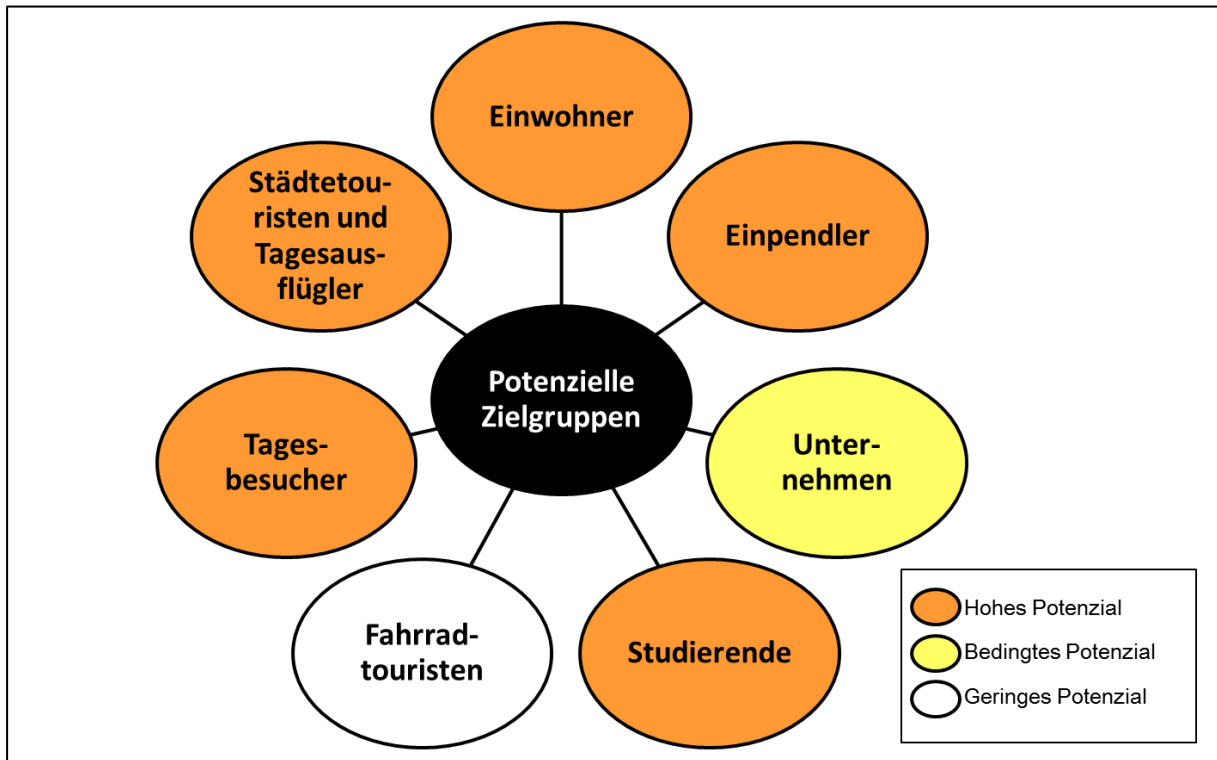 Einwohner
Städtetou-
risten und
Tagesaus-
flügler
Einpendler
Potenzielle
Zielgruppen
Tages-
besucher
Unter-
nehmen
Fahrrad-
touristen
Studierende
Hohes Potenzial
Bedingtes Potenzial
Geringes Potenzial